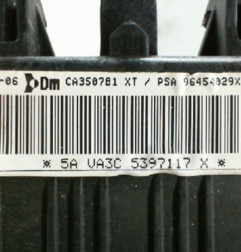 -06 Dm CA350781 XT / PSA 96454029X
* 5A VA3C 5397117 X *